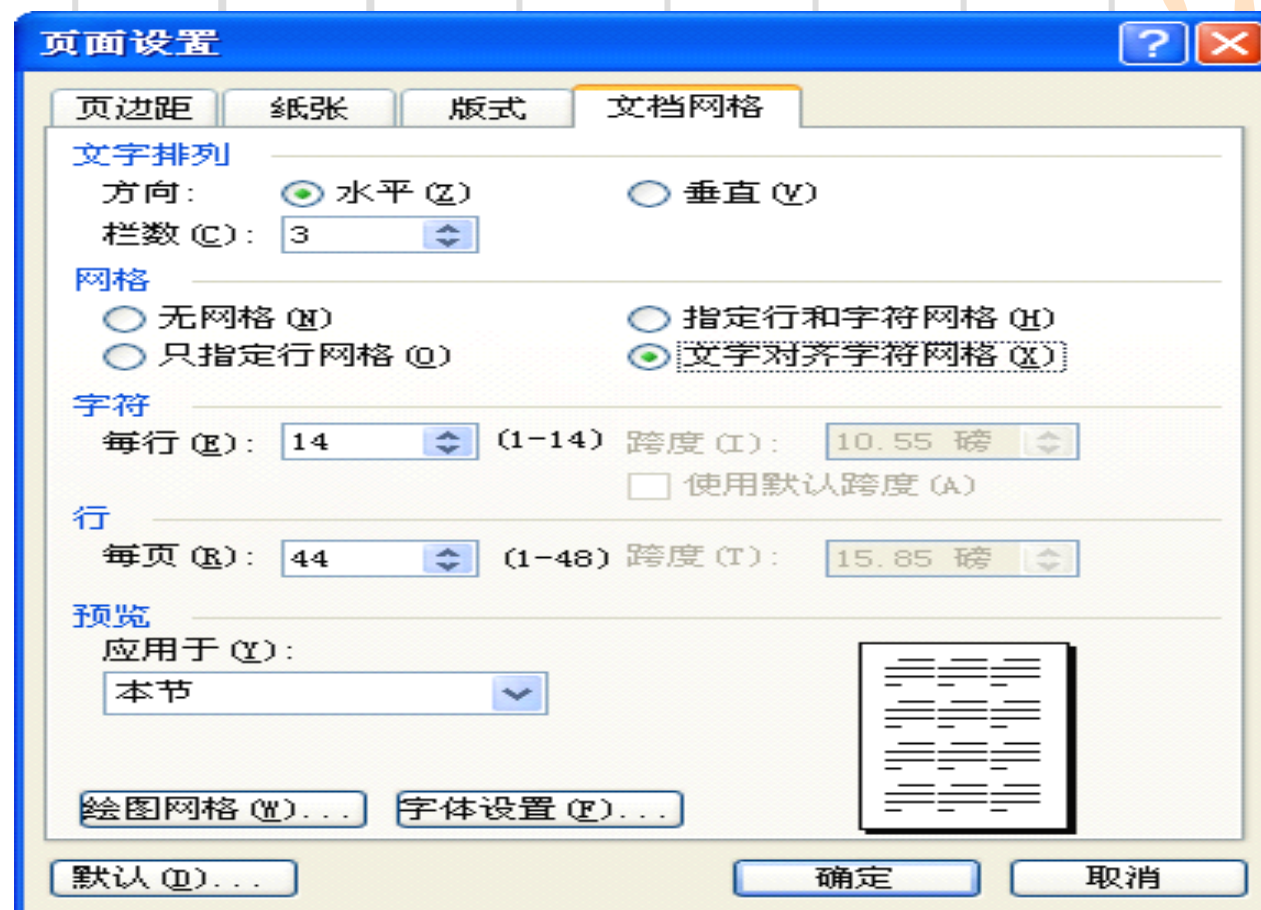 页面设置
页边距 纸张 版式 文档网格
文字排列
方向: 水平(Z) 垂直(V)
栏数(C): 3
网格
无网格(N) 指定行和字符网格(H)
只指定行网格(O) 文字对齐字符网格(X)
字符
每行(E): 14 (1-14) 跨度(I): 10.55 磅
使用默认跨度(A)
行
每页(R): 44 (1-48) 跨度(T): 15.85 磅
预览
应用于(Y):
本节
绘图网格(W)... 字体设置(F)...
默认(D)... 确定 取消